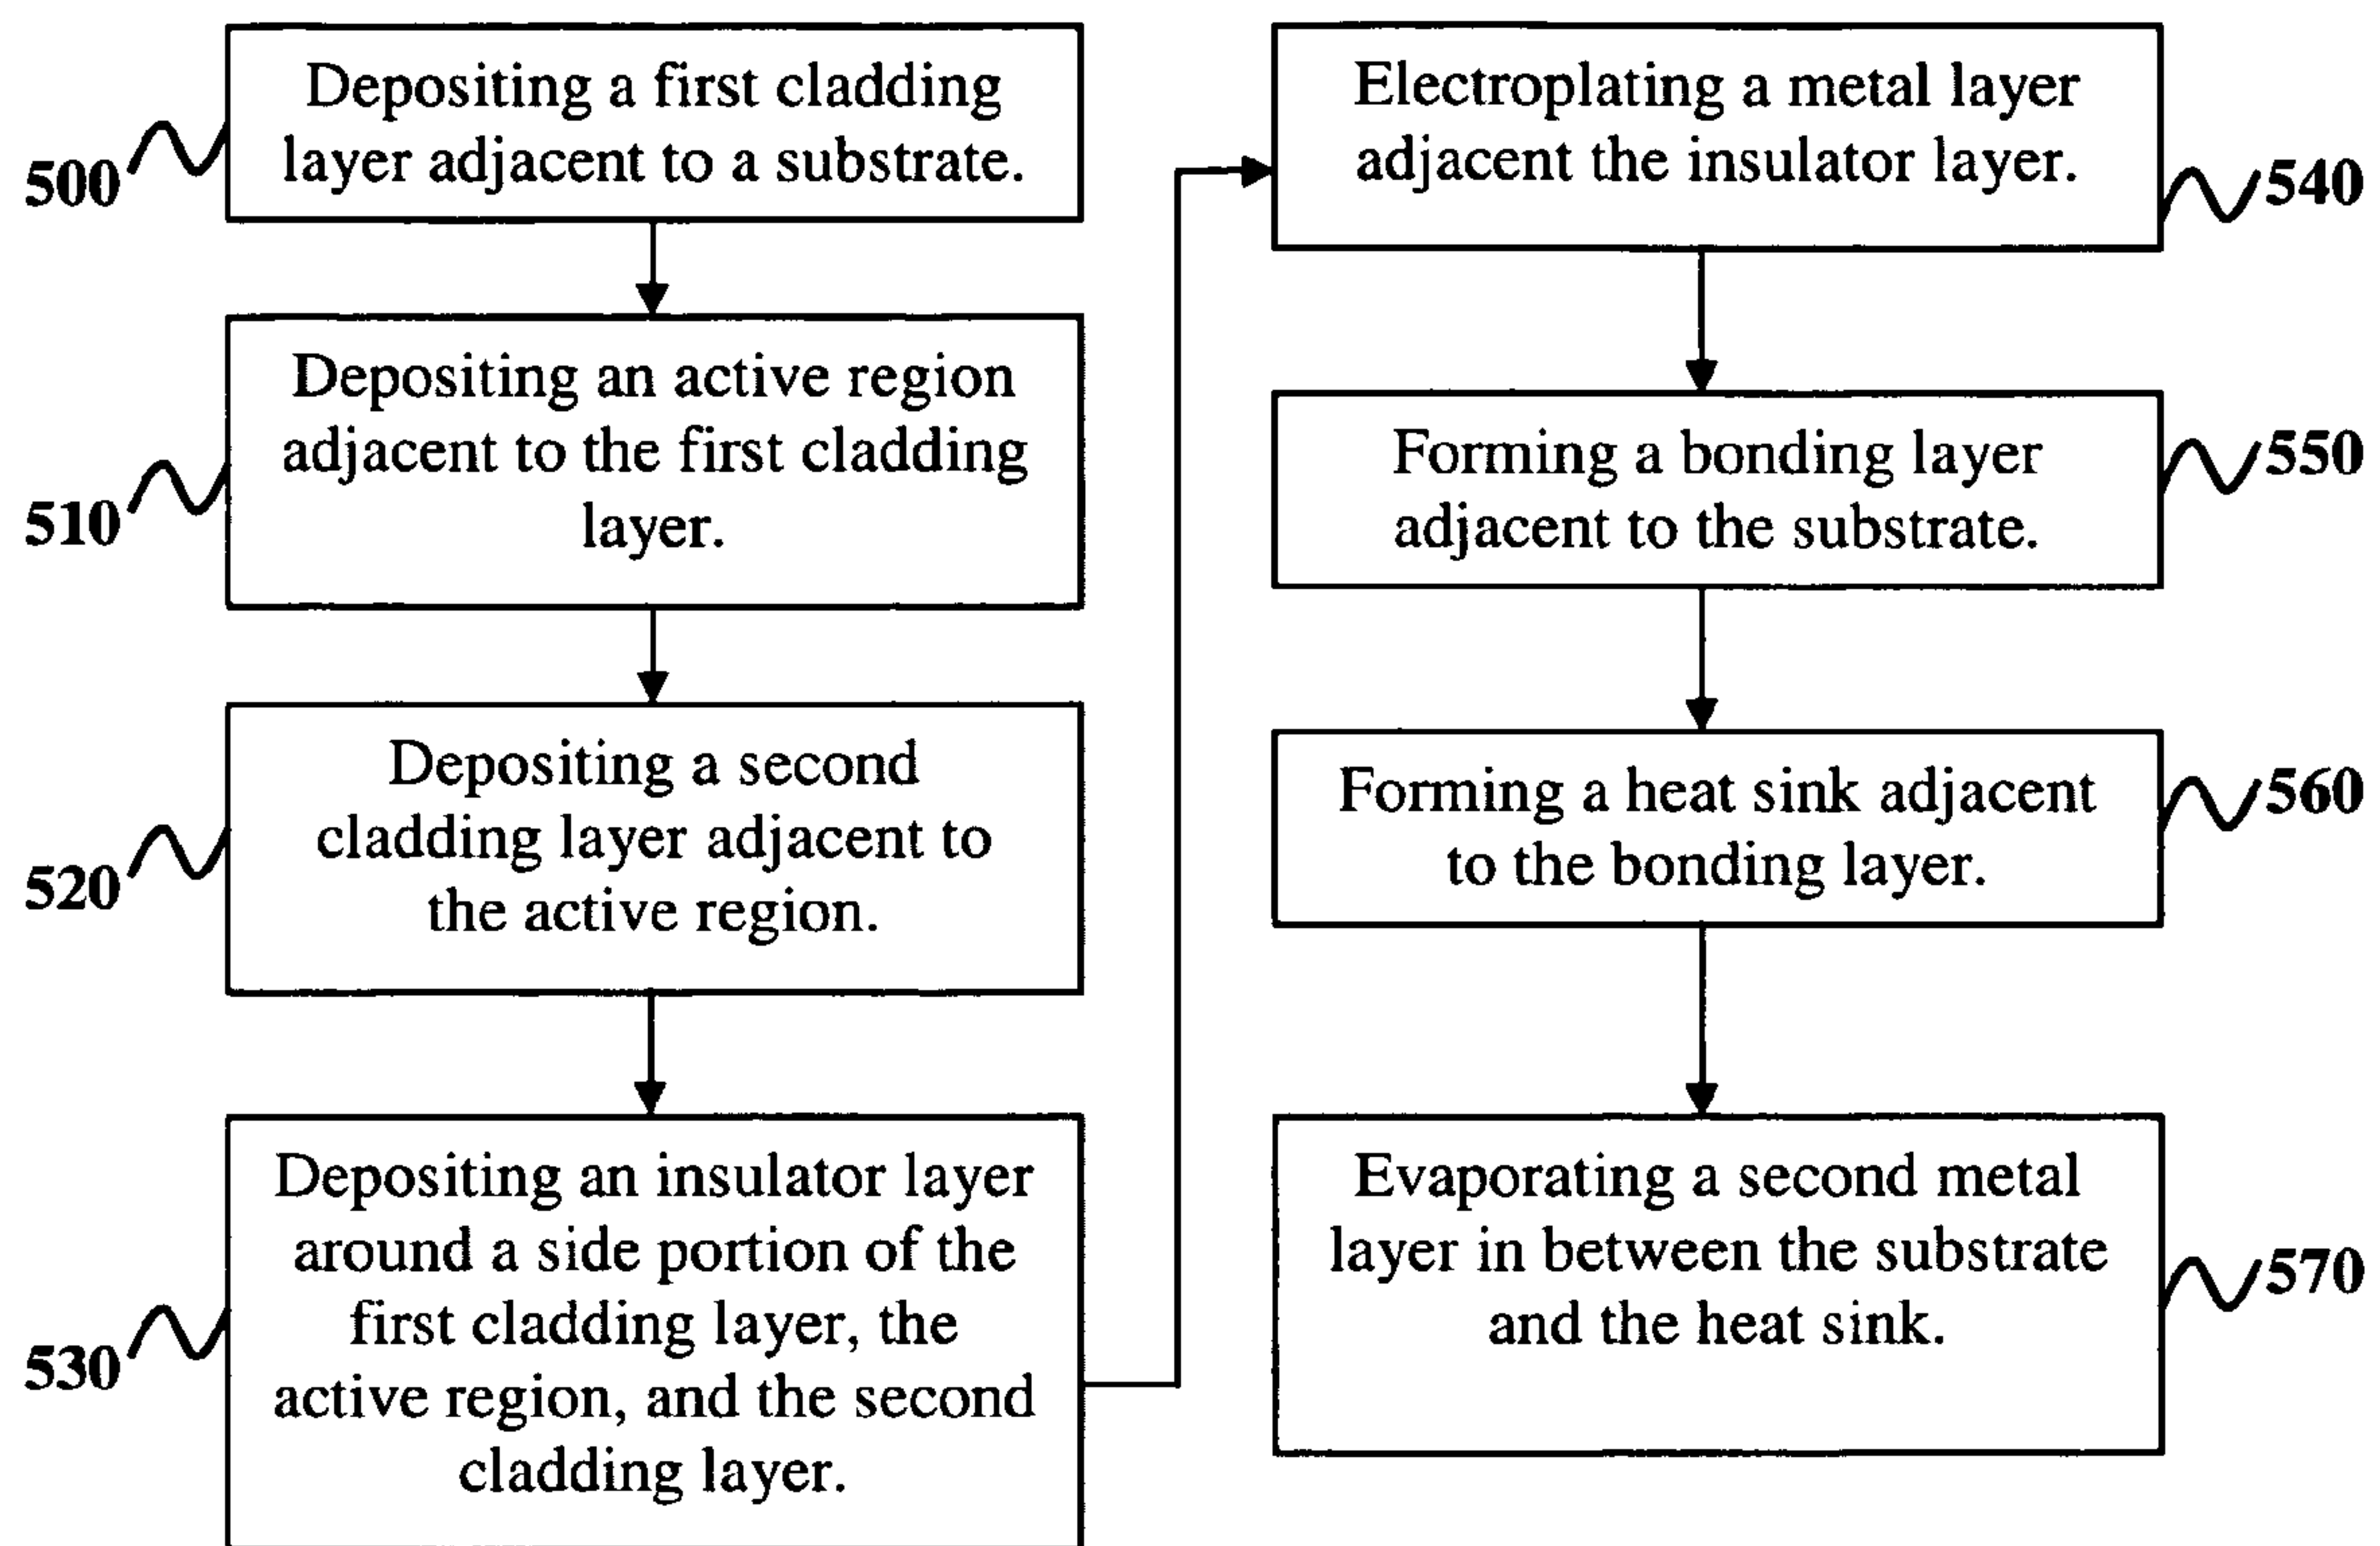 500
Depositing a first cladding
layer adjacent to a substrate.
510
Depositing an active region
adjacent to the first cladding
layer.
520
Depositing a second
cladding layer adjacent to
the active region.
530
Depositing an insulator layer
around a side portion of the
first cladding layer, the
active region, and the second
cladding layer.
Electroplating a metal layer
adjacent the insulator layer.
540
Forming a bonding layer
adjacent to the substrate.
550
Forming a heat sink adjacent
to the bonding layer.
560
Evaporating a second metal
layer in between the substrate
and the heat sink.
570